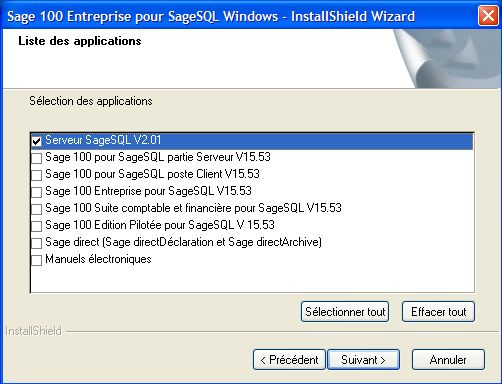 Sage 100 Entreprise pour SageSQL Windows - InstallShield Wizard
Liste des applications
Sélection des applications
Serveur SageSQL V2.01
Sage 100 pour SageSQL partie Serveur V15.53
Sage 100 pour SageSQL poste Client V15.53
Sage 100 Entreprise pour SageSQL V15.53
Sage 100 Suite comptable et financière pour SageSQL V15.53
Sage 100 Edition Pilotée pour SageSQL V 15.53
Sage direct (Sage directDéclaration et Sage directArchive)
Manuels électroniques
Sélectionner tout
Effacer tout
InstallShield
< Précédent
Suivant >
Annuler